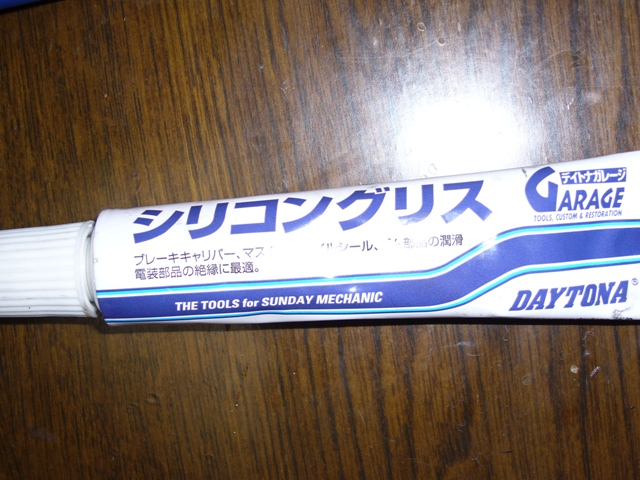 シリコングリス
デイトナガレージ
GARAGE
TOOLS, CUSTOM & RESTORATION
ブレーキキャリパー、マス ルシール、 部品の潤滑
電装部品の絶縁に最適。
THE TOOLS for SUNDAY MECHANIC
DAYTONA®